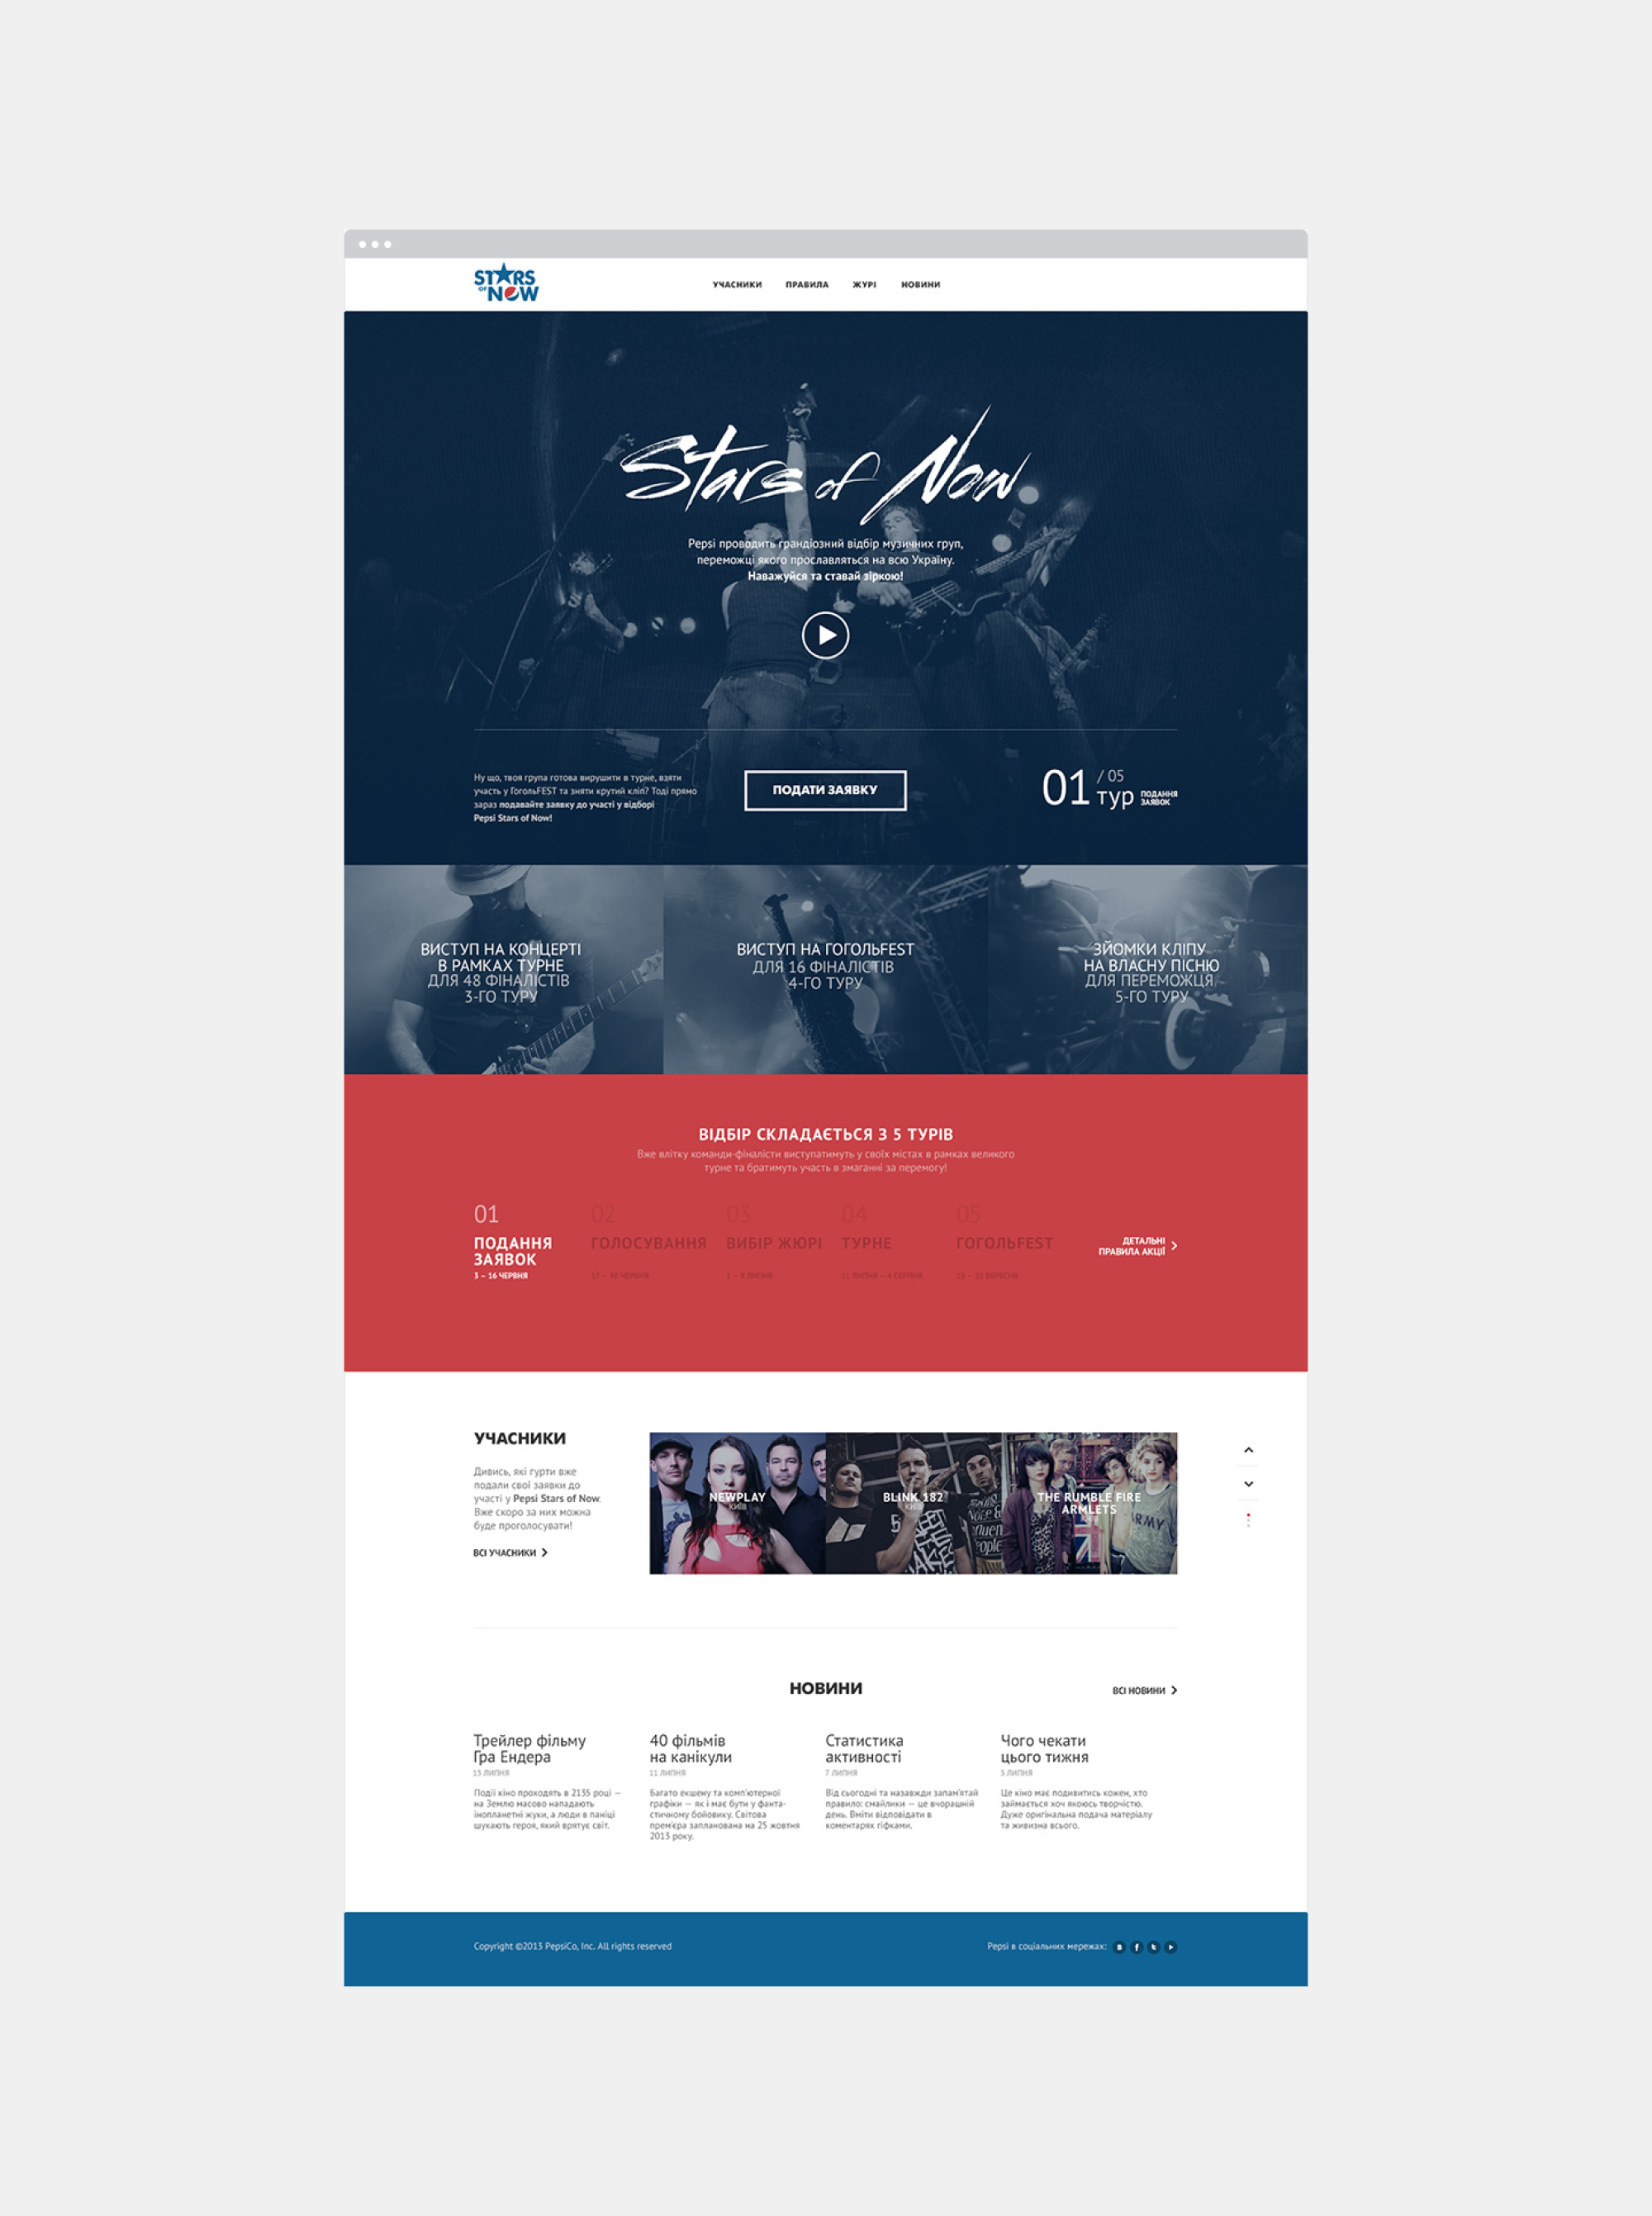 STARS
OF NOW
УЧАСНИКИ ПРАВИЛА ЖУРІ НОВИНИ
Stars of Now
Pepsi проводить грандіозний відбір музичних груп,
переможці якого прославляться на всю Україну.
Наважуйся та ставай зіркою!
Ну що, твоя група готова вирушити в турне, взяти
участь у ГогольFEST та зняти крутий кліп? Тоді прямо
зараз подавайте заявку до участі у відборі
Pepsi Stars of Now!
ПОДАТИ ЗАЯВКУ
01 / 05
тур ПОДАННЯ
ЗАЯВОК
ВИСТУП НА КОНЦЕРТІ
В РАМКАХ ТУРНЕ
ДЛЯ 48 ФІНАЛІСТІВ
3-ГО ТУРУ
ВИСТУП НА ГОГОЛЬFEST
ДЛЯ 16 ФІНАЛІСТІВ
4-ГО ТУРУ
ЗЙОМКИ КЛІПУ
НА ВЛАСНУ ПІСНЮ
ДЛЯ ПЕРЕМОЖЦЯ
5-ГО ТУРУ
ВІДБІР СКЛАДАЄТЬСЯ З 5 ТУРІВ
Вже влітку команди-фіналісти виступатимуть у своїх містах в рамках великого
турне та братимуть участь в змаганні за перемогу!
01
ПОДАННЯ
ЗАЯВОК
3 – 16 ЧЕРВНЯ
02
ГОЛОСУВАННЯ
17 – 30 ЧЕРВНЯ
03
ВИБІР ЖЮРІ
1 – 8 ЛИПНЯ
04
ТУРНЕ
11 ЛИПНЯ – 4 СЕРПНЯ
05
ГОГОЛЬFEST
13 – 22 ВЕРЕСНЯ
ДЕТАЛЬНІ
ПРАВИЛА АКЦІЇ
УЧАСНИКИ
Дивись, які гурти вже
подали свої заявки до
участі у Pepsi Stars of Now.
Вже скоро за них можна
буде проголосувати!
ВСІ УЧАСНИКИ
NEWPLAY
КИЇВ
BLINK 182
КИЇВ
THE RUMBLE FIRE
ARMLETS
ARMY
НОВИНИ
ВСІ НОВИНИ
Трейлер фільму
Гра Ендера
15 ЛИПНЯ
Події кіно проходять в 2135 році —
на Землю масово нападають
інопланетні жуки, а люди в паніці
шукають героя, який врятує світ.
40 фільмів
на канікули
11 ЛИПНЯ
Багато екшену та комп'ютерної
графіки — як і має бути у фанта-
стичному бойовику. Світова
прем'єра запланована на 25 жовтня
2013 року.
Статистика
активності
7 ЛИПНЯ
Від сьогодні та назавжди запам'ятай
правило: смайлики — це вчорашній
день. Вміти відповідати в
коментарях гіфками.
Чого чекати
цього тижня
3 ЛИПНЯ
Це кіно має подивитись кожен, хто
займається хоч якоюсь творчістю.
Дуже оригінальна подача матеріалу
та живизна всього.
Copyright ©2013 PepsiCo, Inc. All rights reserved
Pepsi в соціальних мережах: